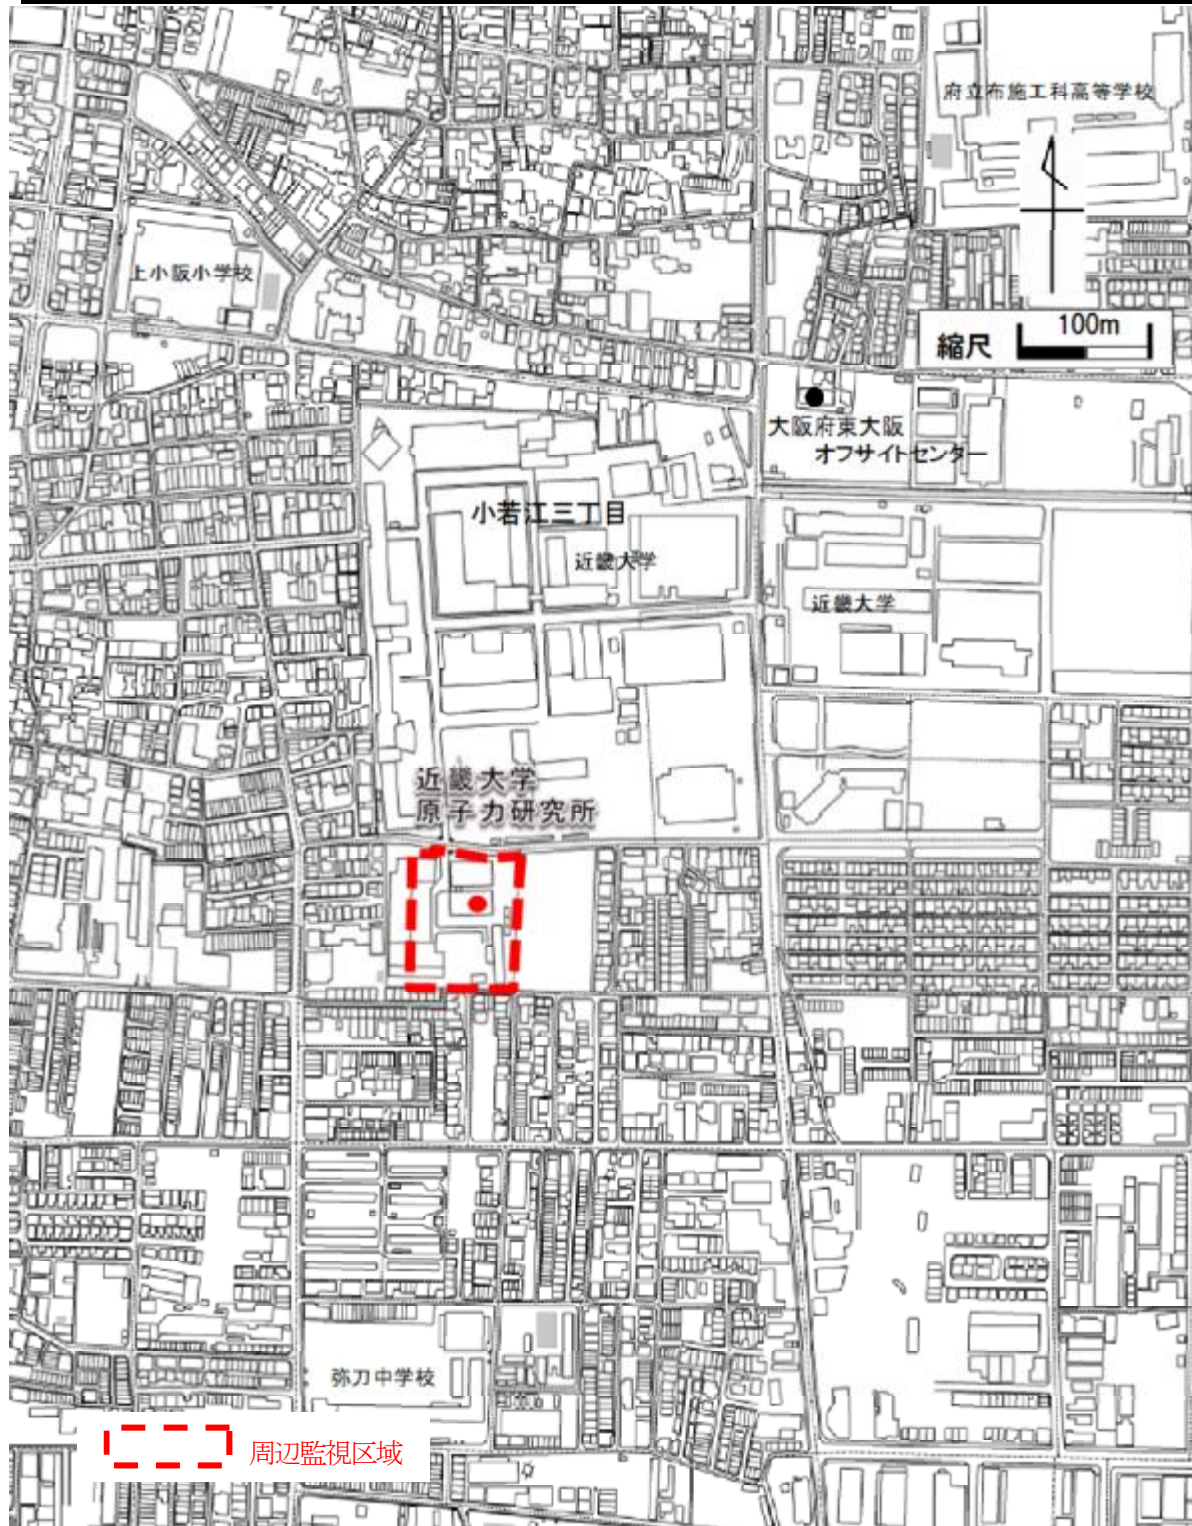 府立布施工科高等学校
上小阪小学校
100m
縮尺
大阪府東大阪
オフサイトセンター
小若江三丁目
近畿大学
近畿大学
近畿大学
原子力研究所
弥刀中学校
周辺監視区域